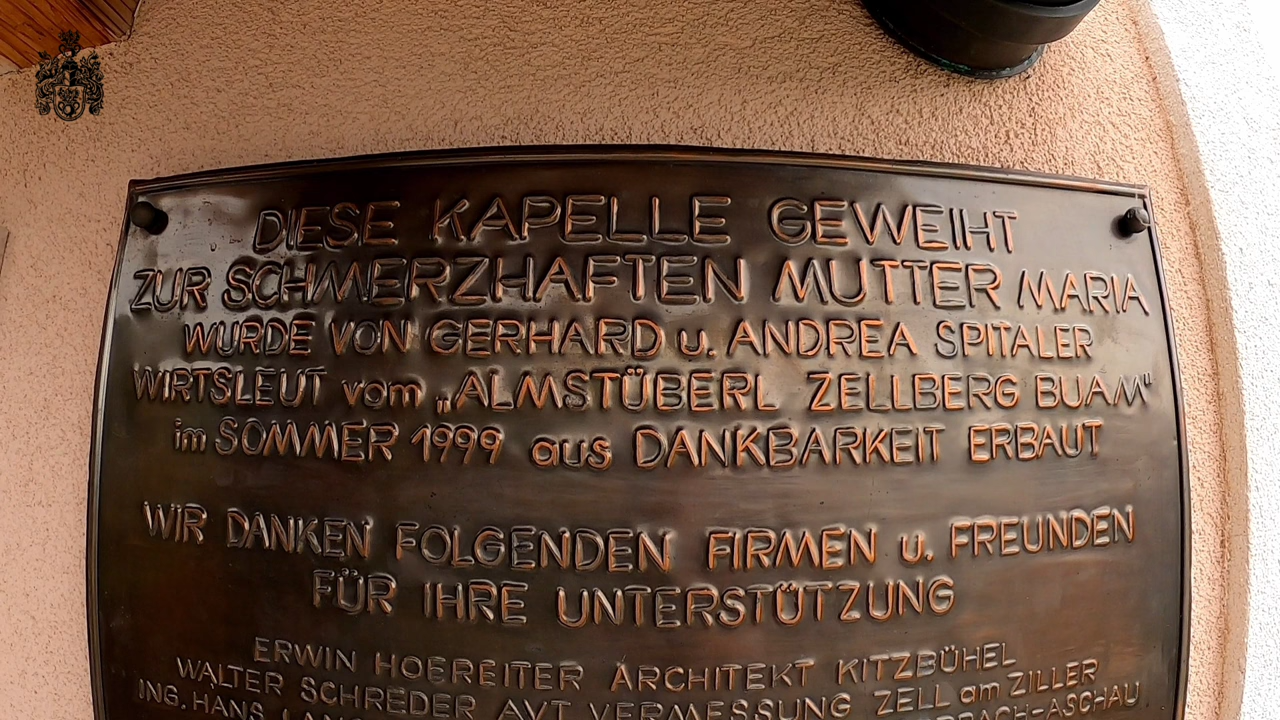 DIESE KAPELLE GEWEIHT
ZUR SCHMERZHAFTEN MUTTER MARIA
WURDE VON GERHARD u. ANDREA SPITALER
WIRTSLEUT vom „ALMSTÜBERL ZELLBERG BUAM"
im SOMMER 1999 aus DANKBARKEIT ERBAUT
WIR DANKEN FOLGENDEN FIRMEN u. FREUNDEN
FÜR IHRE UNTERSTÜTZUNG
ERWIN HOEREITER ARCHITEKT KITZBÜHEL
WALTER SCHREDER AVT VERMESSUNG ZELL am ZILLER
ING. HANS